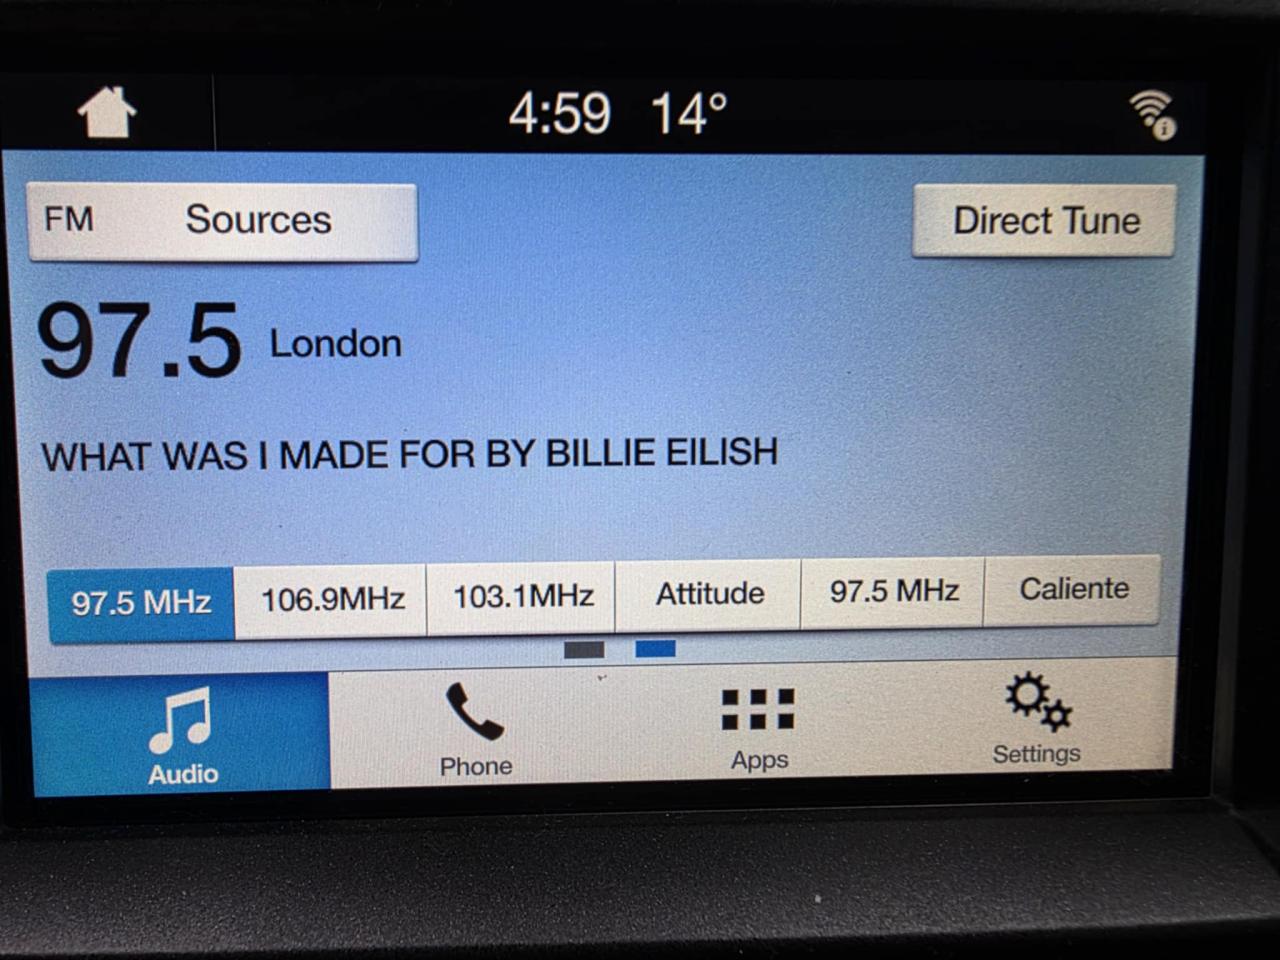 4:59 14°
FM Sources
Direct Tune
97.5 London
WHAT WAS I MADE FOR BY BILLIE EILISH
97.5 MHz 106.9MHz 103.1MHz Attitude 97.5 MHz Caliente
Audio Phone Apps Settings